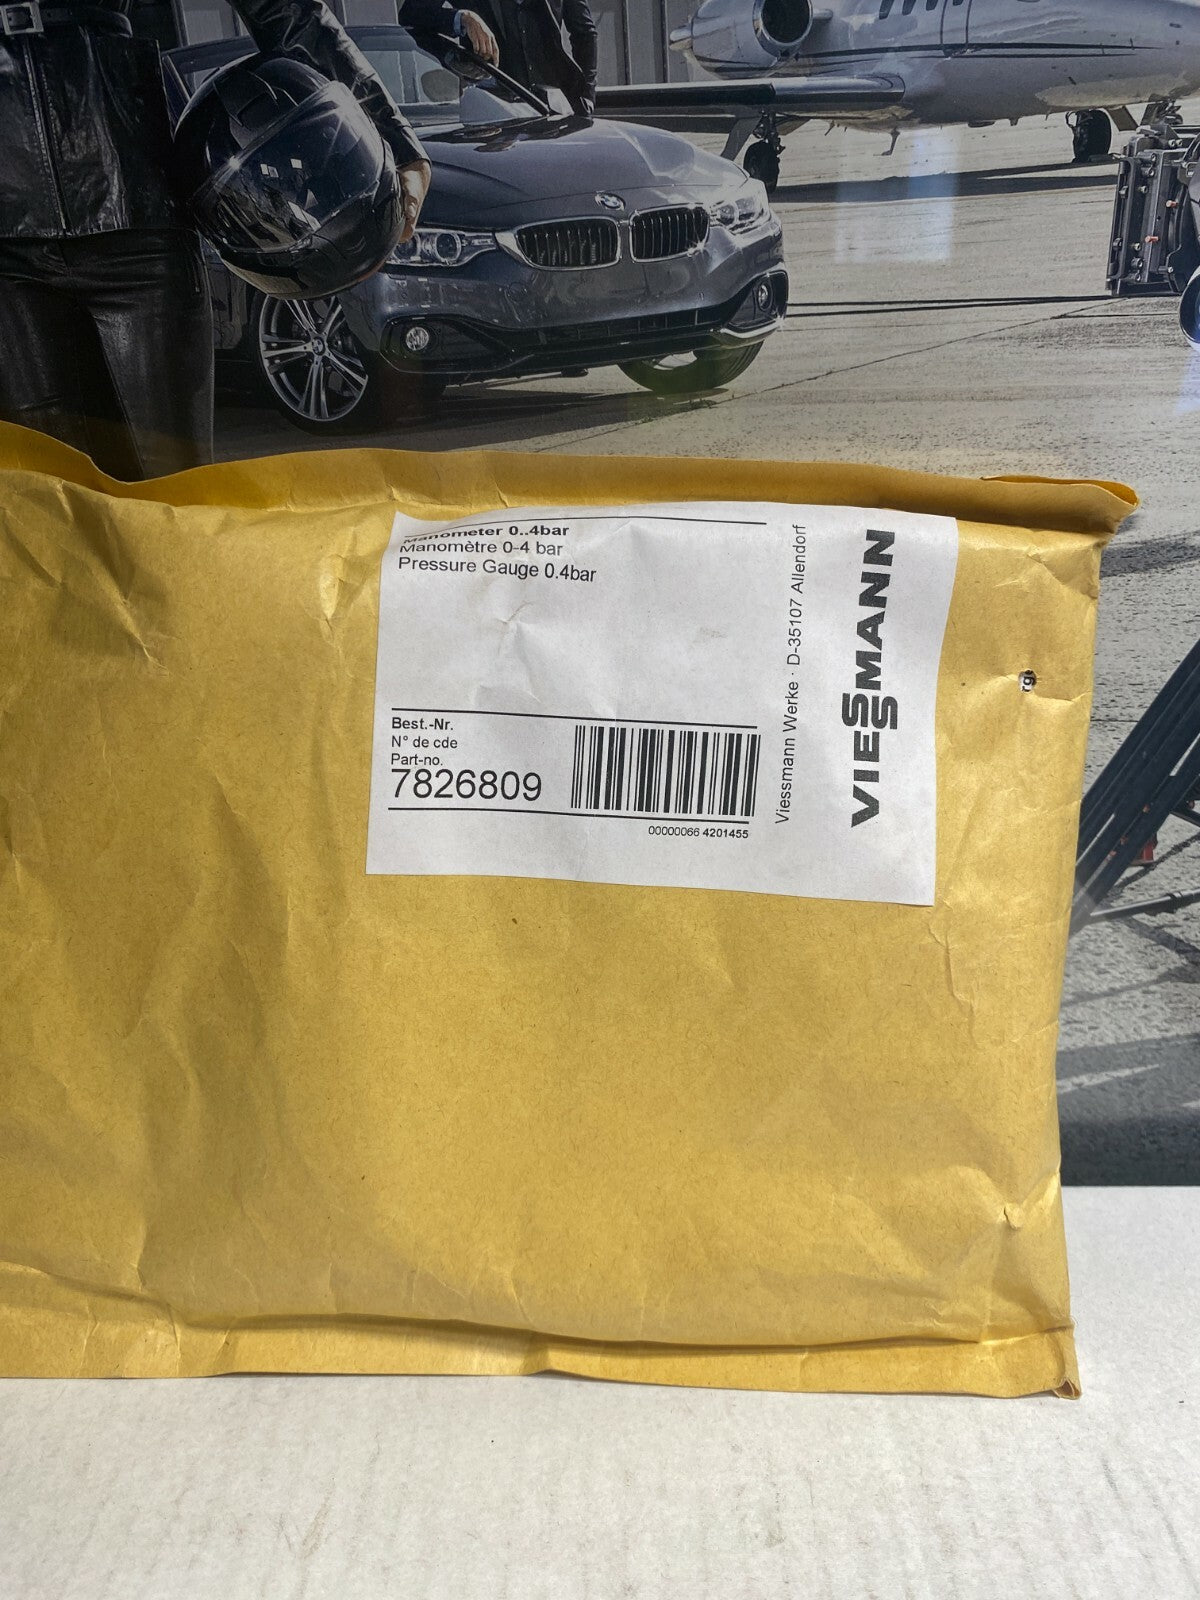 Manometer 0..4bar
Manomètre 0-4 bar
Pressure Gauge 0.4bar
Best.-Nr.
N° de cde
Part-no.
7826809
00000066 4201455
Viessmann Werke · D-35107 Allendorf
VIESSMANN